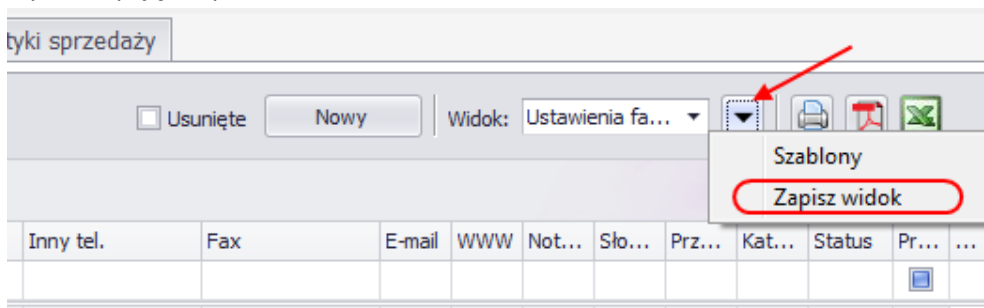 tyki sprzedaży
Usunięte Nowy Widok: Ustawienia fa...
Szablony
Zapisz widok
Inny tel. Fax E-mail WWW Not... Sło... Prz... Kat... Status Pr... ...